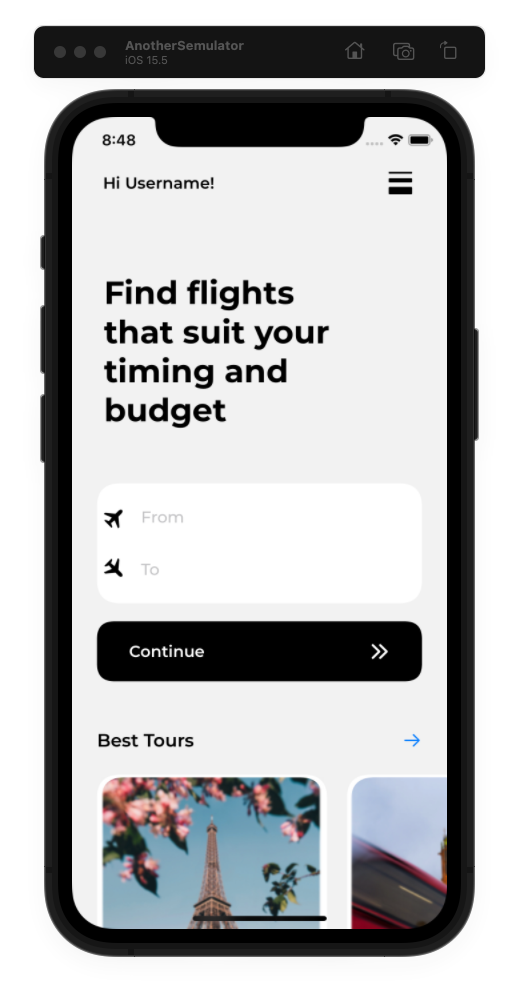 AnotherSemulator
iOS 15.5
8:48
Hi Username!
Find flights
that suit your
timing and
budget
From
To
Continue
Best Tours